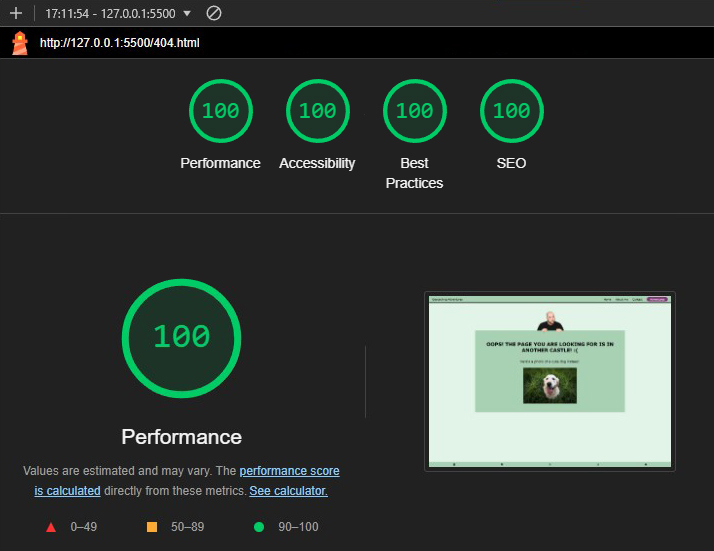 17:11:54 - 127.0.0.1:5500
http://127.0.0.1:5500/404.html
100 100 100 100
Performance Accessibility Best Practices SEO
100
Performance
Values are estimated and may vary. The performance score
is calculated directly from these metrics. See calculator.
0–49 50–89 90–100
OOPS! THE PAGE YOU ARE LOOKING FOR IS IN
ANOTHER CASTLE! :(